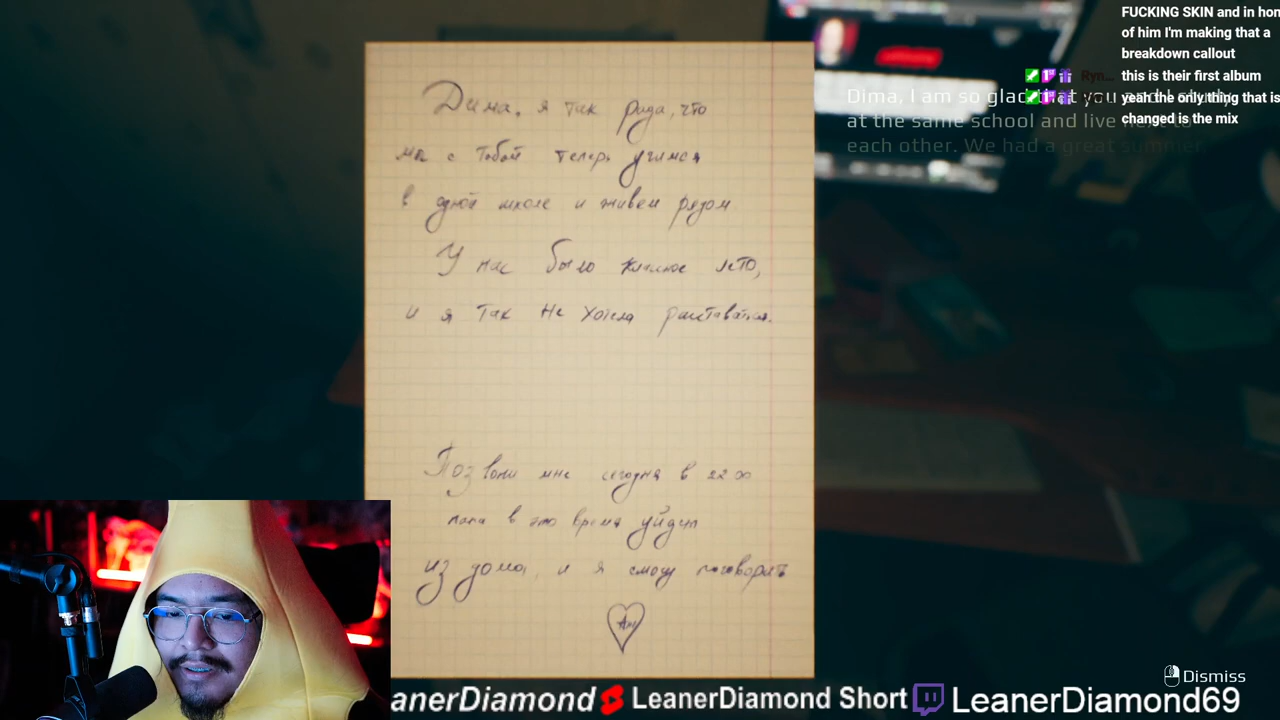 Дима, я так рада, что
мы с тобой теперь учимся
в одной школе и живем рядом
У нас было классное лето,
и я так не хотела расставаться.
Позвони мне сегодня в 22 00
папа в это время уйдет
из дома, и я смогу поговорить
FUCKING SKIN and in hon
of him I'm making that a
breakdown callout
this is their first album
yeah the only thing that is
changed is the mix
Dima, I am so glad that you and I study
at the same school and live next to
each other. We had a great summer,
Dismiss
eanerDiamond LeanerDiamond Short LeanerDiamond69